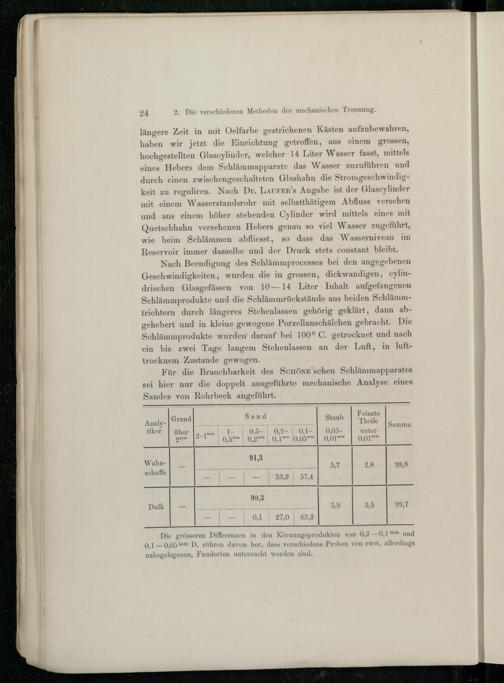 24 2. Die verschiedenen Methoden der mechanischen Trennung.
längere Zeit in mit Oelfarbe gestrichenen Kästen aufzubewahren,
haben wir jetzt die Einrichtung getroffen, aus einem grossen,
hochgestellten Glascylinder, welcher 14 Liter Wasser fasst, mittels
eines Hebers dem Schlämmapparate das Wasser zuzuführen und
durch einen zwischengeschalteten Glashahn die Stromgeschwindig-
keit zu reguliren. Nach Dr. LAUFER's Angabe ist der Glascylinder
mit einem Wasserstandsrohr mit selbstthätigem Abfluss versehen
und aus einem höher stehenden Cylinder wird mittels eines mit
Quetschhahn versehenen Hebers genau so viel Wasser zugeführt,
wie beim Schlämmen abfliesst, so dass das Wasserniveau im
Reservoir immer dasselbe und der Druck stets constant bleibt.
Nach Beendigung des Schlämmprocesses bei den angegebenen
Geschwindigkeiten, wurden die in grossen, dickwandigen, cylin-
drischen Glasgefässen von 10—14 Liter Inhalt aufgefangenen
Schlämmprodukte und die Schlämmrückstände aus beiden Schlämm-
trichtern durch längeres Stehenlassen gehörig geklärt, dann ab-
gehebert und in kleine gewogene Porzellanschälchen gebracht. Die
Schlämmprodukte wurden darauf bei 100° C. getrocknet und nach
ein bis zwei Tage langem Stehenlassen an der Luft, in luft-
trocknem Zustande gewogen.
Für die Brauchbarkeit des SCHÖNE'schen Schlämmapparates
sei hier nur die doppelt ausgeführte mechanische Analyse eines
Sandes von Rohrbeck angeführt.
Analy-tiker Grand über 2mm Sand Staub Feinste Theile unter 0,01mm Summa
2–1mm 1–0,5mm 0,5–0,2mm 0,2–0,1mm 0,1–0,05mm 0,05–0,01mm
Wahn-schaffe — 91,3 5,7 2,8 99,8
— — — 33,9 57,4
Dulk — 90,3 5,9 3,5 99,7
— — 0,1 27,0 63,2
Die grösseren Differenzen in den Körnungsprodukten von 0,2—0,1mm und
0,1—0,05mm D. rühren davon her, dass verschiedene Proben von zwei, allerdings
nahegelegenen, Fundorten untersucht worden sind.